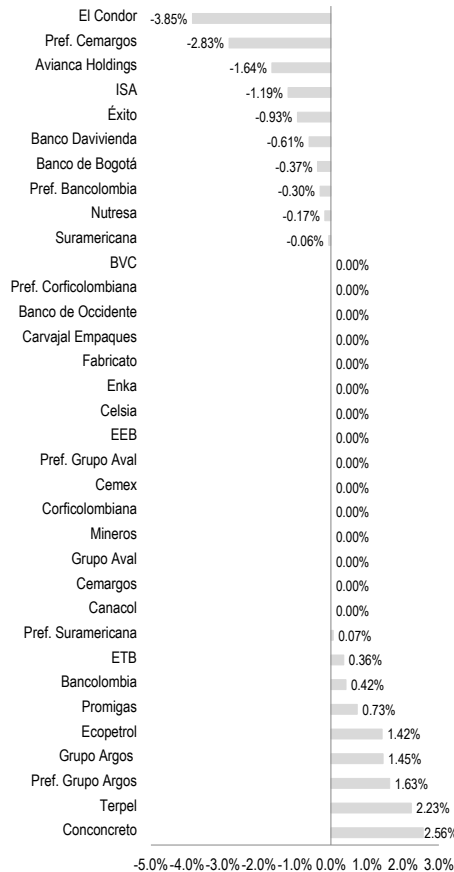 El Condor -3.85%
Pref. Cemargos -2.83%
Avianca Holdings -1.64%
ISA -1.19%
Éxito -0.93%
Banco Davivienda -0.61%
Banco de Bogotá -0.37%
Pref. Bancolombia -0.30%
Nutresa -0.17%
Suramericana -0.06%
BVC 0.00%
Pref. Corficolombiana 0.00%
Banco de Occidente 0.00%
Carvajal Empaques 0.00%
Fabricato 0.00%
Enka 0.00%
Celsia 0.00%
EEB 0.00%
Pref. Grupo Aval 0.00%
Cemex 0.00%
Corficolombiana 0.00%
Mineros 0.00%
Grupo Aval 0.00%
Cemargos 0.00%
Canacol 0.00%
Pref. Suramericana 0.07%
ETB 0.36%
Bancolombia 0.42%
Promigas 0.73%
Ecopetrol 1.42%
Grupo Argos 1.45%
Pref. Grupo Argos 1.63%
Terpel 2.23%
Conconcreto 2.56%
-5.0% -4.0% -3.0% -2.0% -1.0% 0.0% 1.0% 2.0% 3.0%